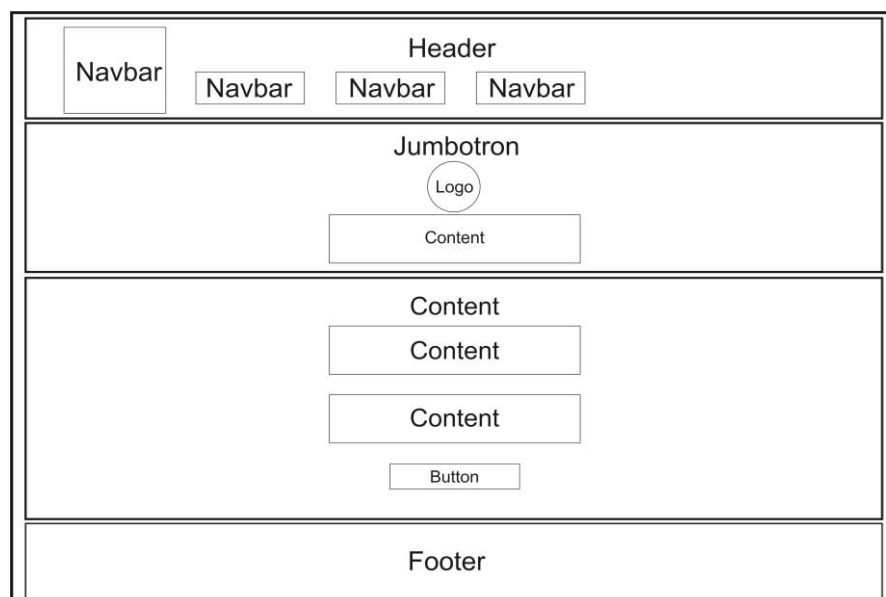 Header
Navbar
Navbar Navbar Navbar
Jumbotron
Logo
Content
Content
Content
Content
Button
Footer